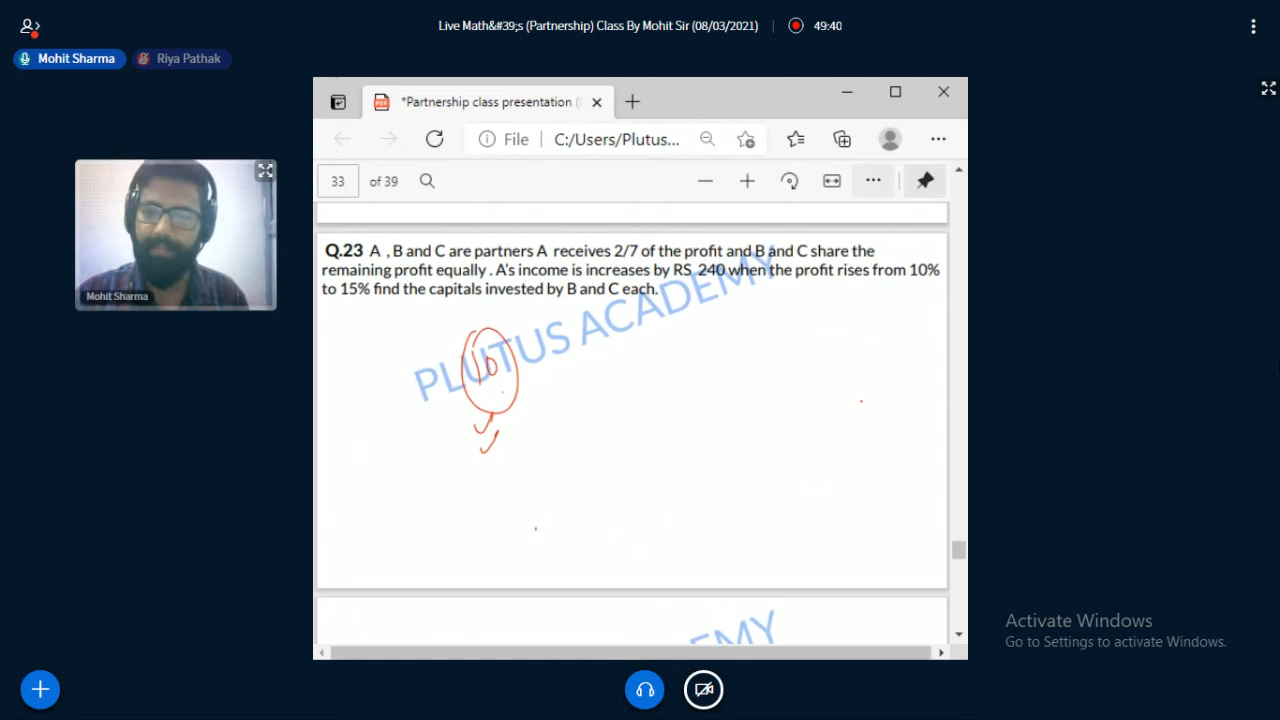 Live Math&#39;s (Partnership) Class By Mohit Sir (08/03/2021) | 49:40
Mohit Sharma Riya Pathak
*Partnership class presentation (
File | C:/Users/Plutus...
33 of 39
Q.23 A , B and C are partners A receives 2/7 of the profit and B and C share the
remaining profit equally . A's income is increases by RS 240 when the profit rises from 10%
to 15% find the capitals invested by B and C each.
Mohit Sharma
PLUTUS ACADEMY
10
Activate Windows
Go to Settings to activate Windows.
EMY